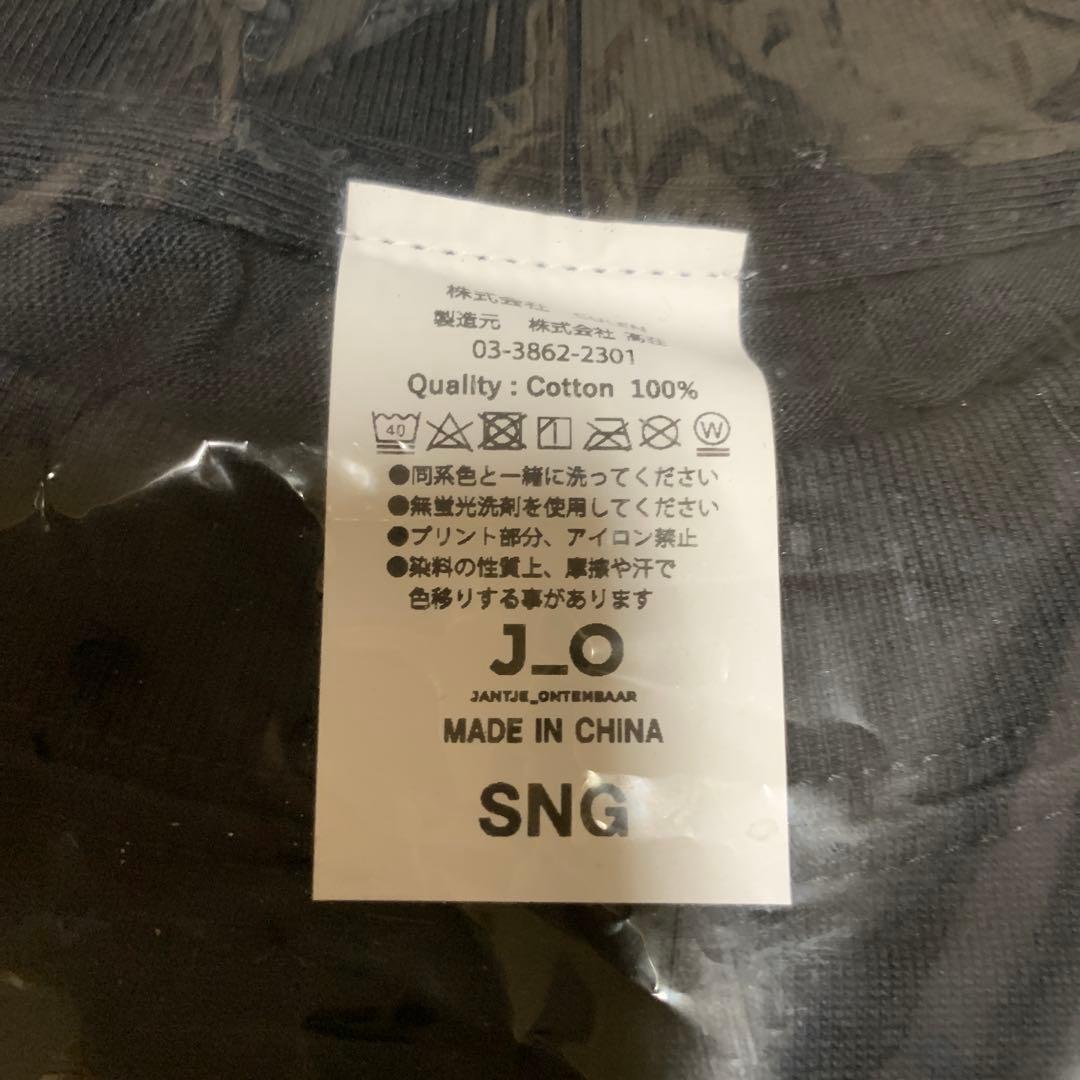 株式会社
製造元 株式会社
03-3862-2301
Quality : Cotton 100%
40 W
●同系色と一緒に洗ってください
●無蛍光洗剤を使用してください
●プリント部分、アイロン禁止
●染料の性質上、摩擦や汗で
色移りする事があります
J_O
JANTJE_ONTEMBAAR
MADE IN CHINA
SNG